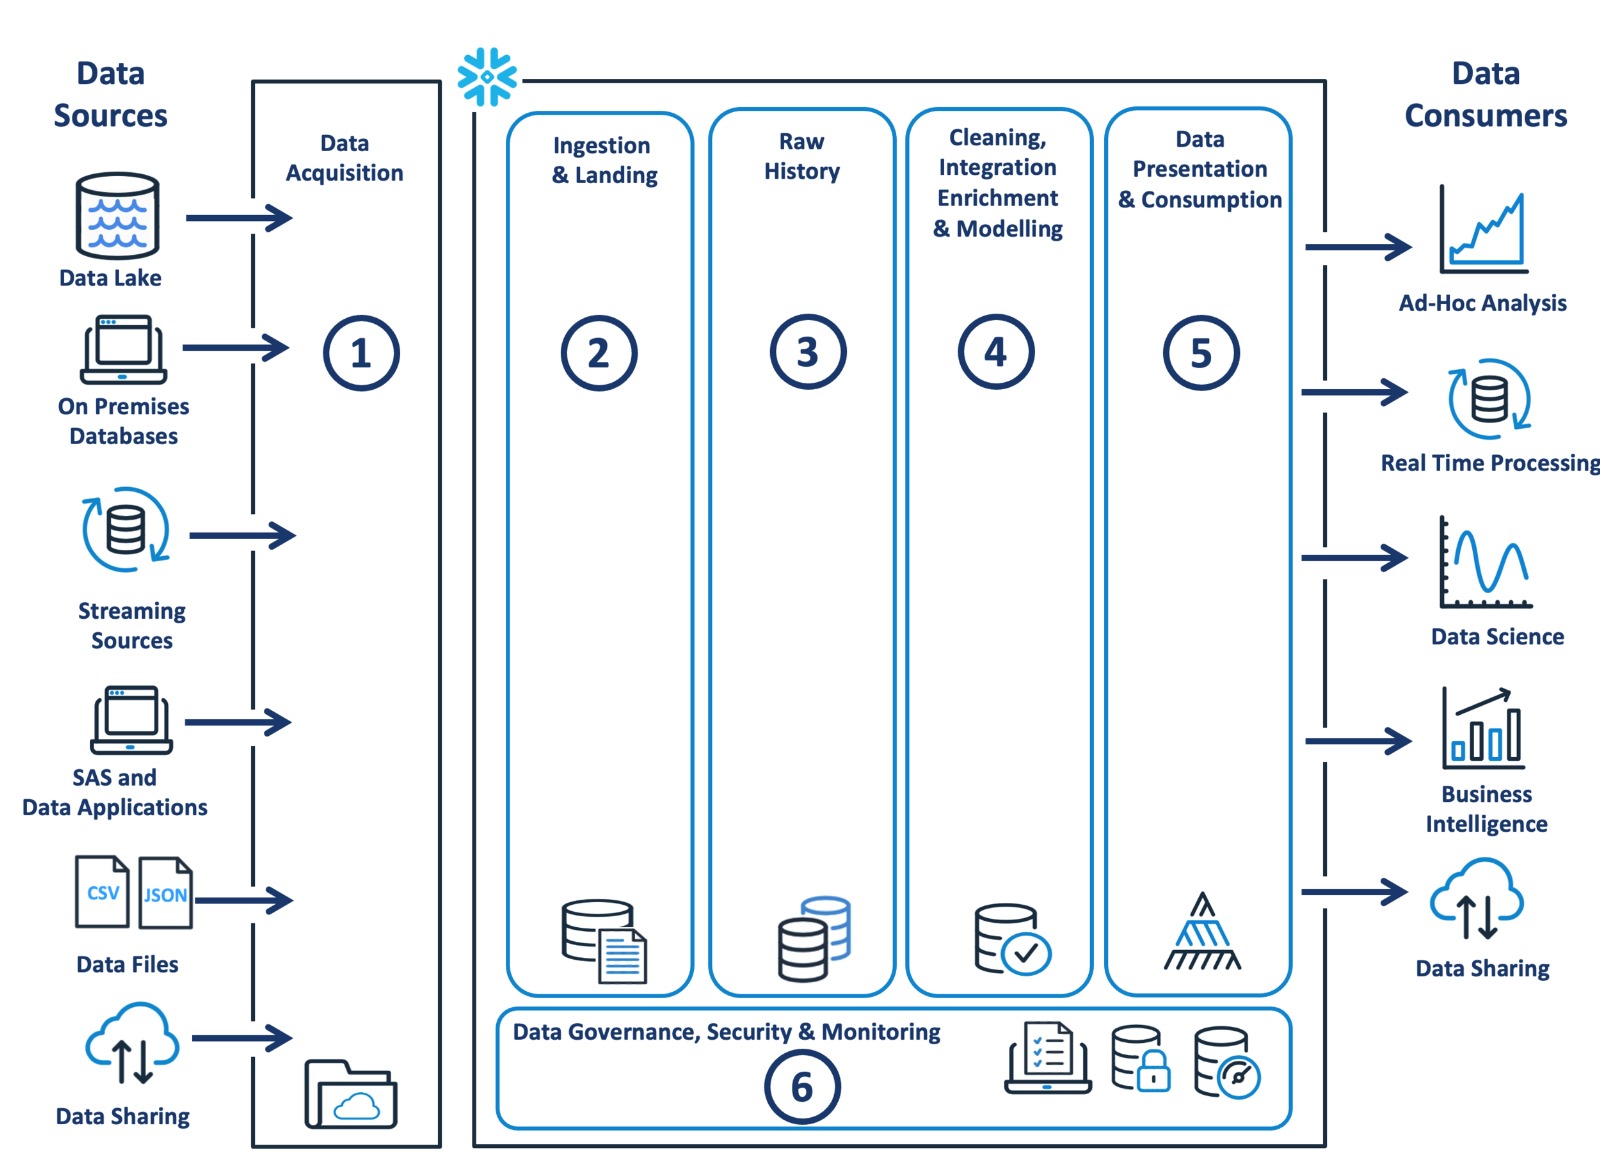 Data
Sources
Data Lake
On Premises
Databases
Streaming
Sources
SAS and
Data Applications
CSV
JSON
Data Files
Data Sharing
Data
Acquisition
1
Ingestion
& Landing
2
Raw
History
3
Cleaning,
Integration
Enrichment
& Modelling
4
Data
Presentation
& Consumption
5
Data Governance, Security & Monitoring
6
Data
Consumers
Ad-Hoc Analysis
Real Time Processing
Data Science
Business
Intelligence
Data Sharing